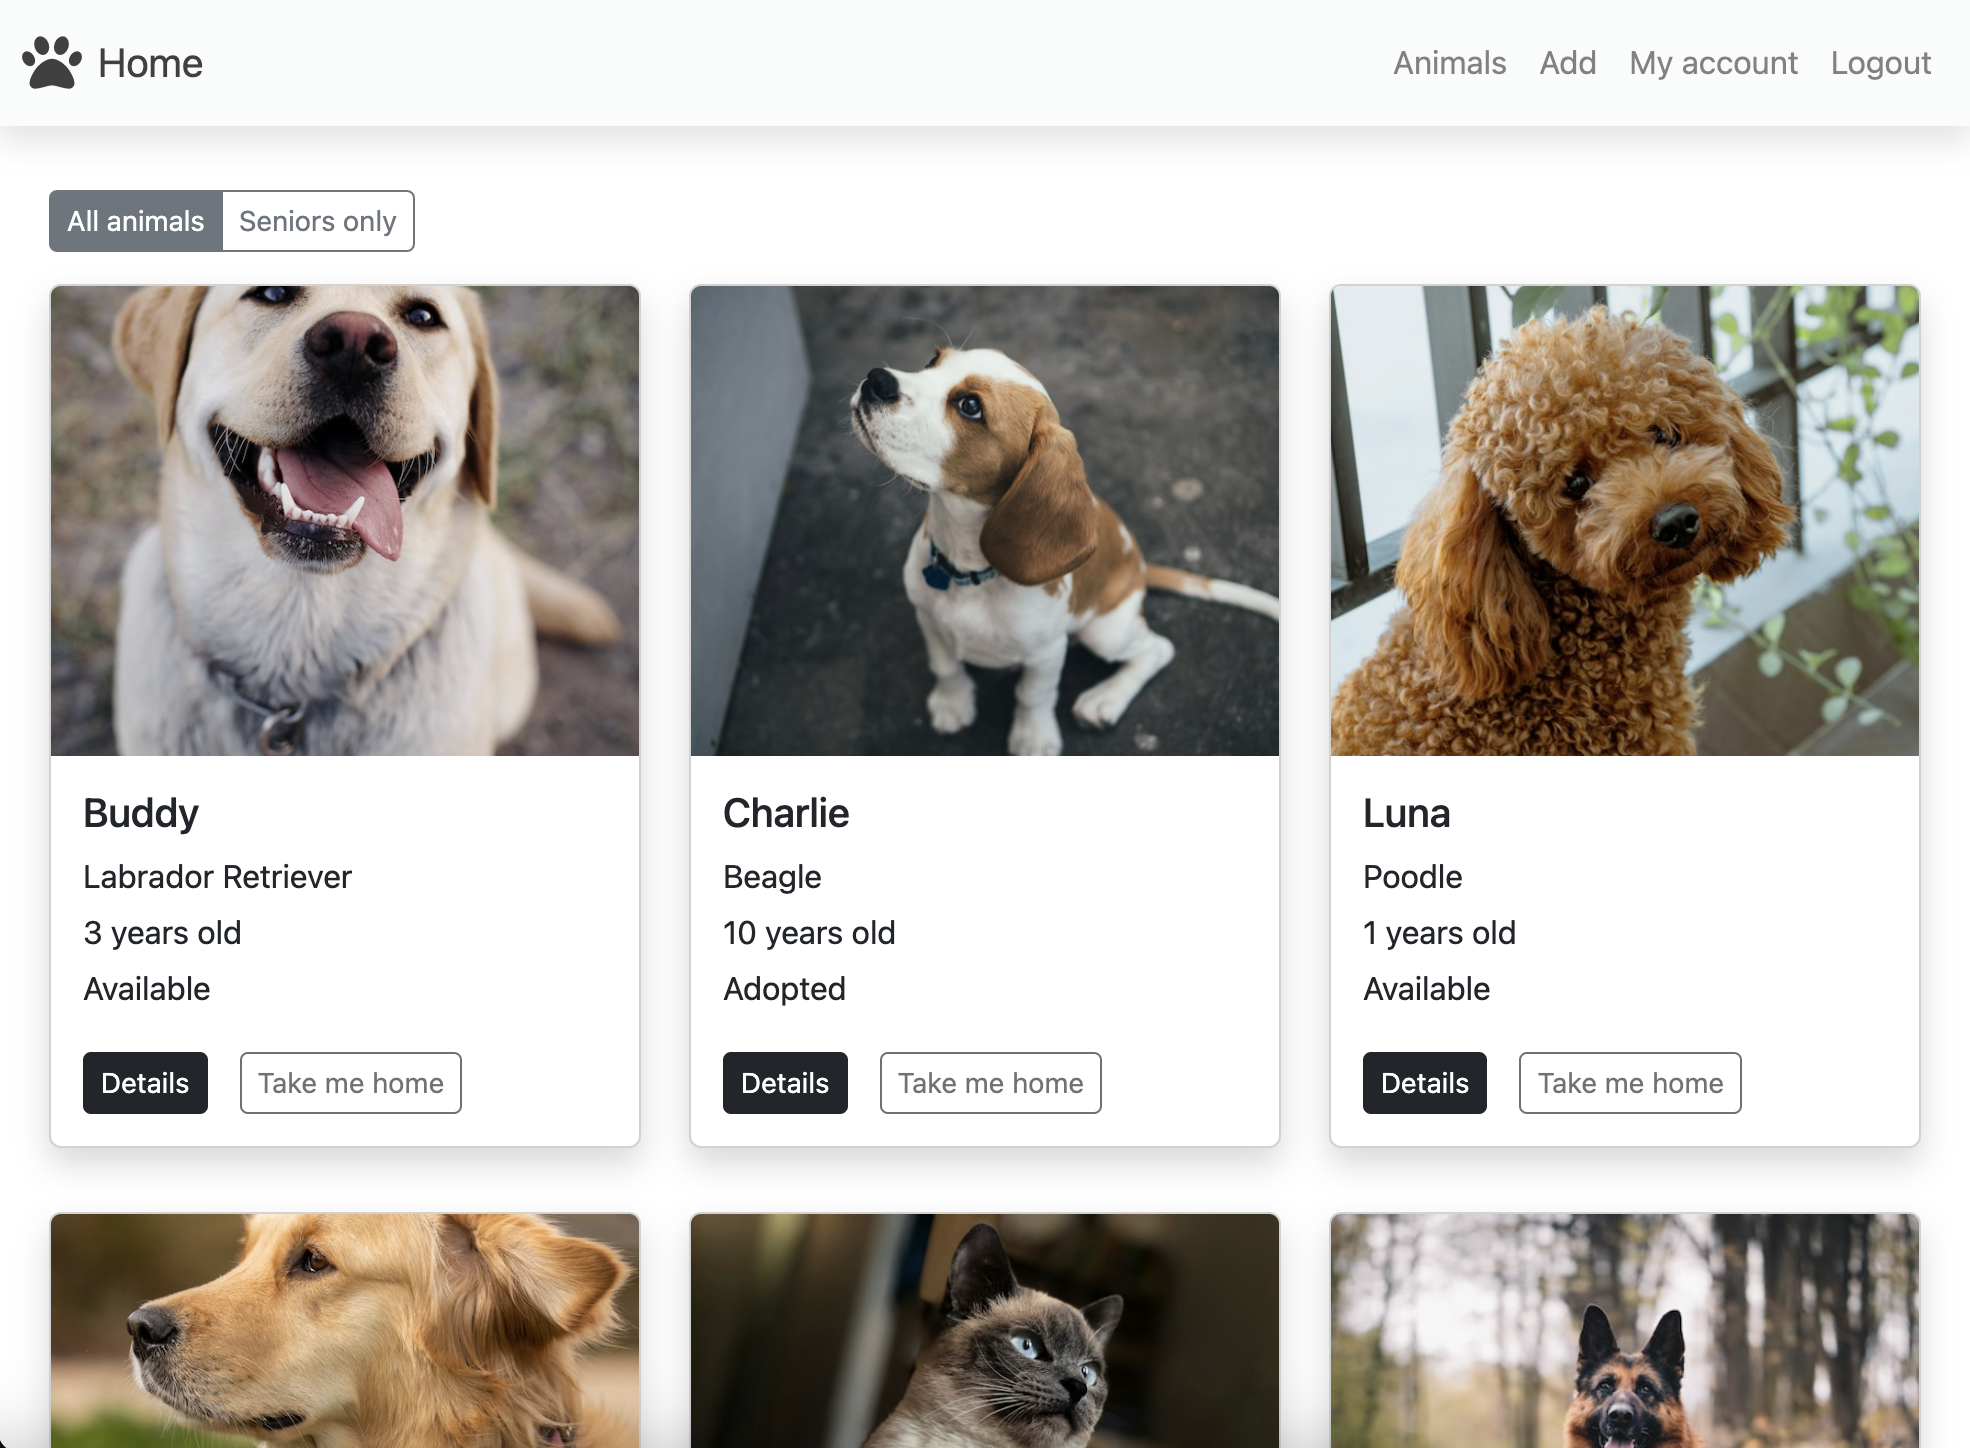 Home
Animals Add My account Logout
All animals Seniors only
Buddy
Labrador Retriever
3 years old
Available
Details Take me home
Charlie
Beagle
10 years old
Adopted
Details Take me home
Luna
Poodle
1 years old
Available
Details Take me home